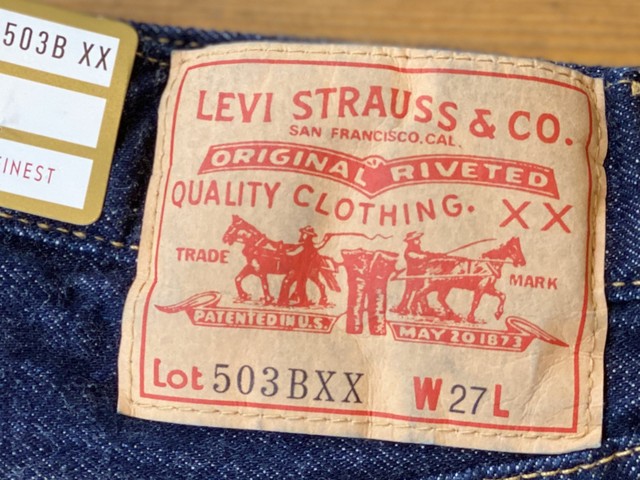 503B XX
INEST
LEVI STRAUSS & CO.
SAN FRANCISCO.CAL.
ORIGINAL RIVETED
QUALITY CLOTHING. XX
TRADE MARK
PATENTED IN U.S. MAY 20 1873
Lot 503BXX W 27 L